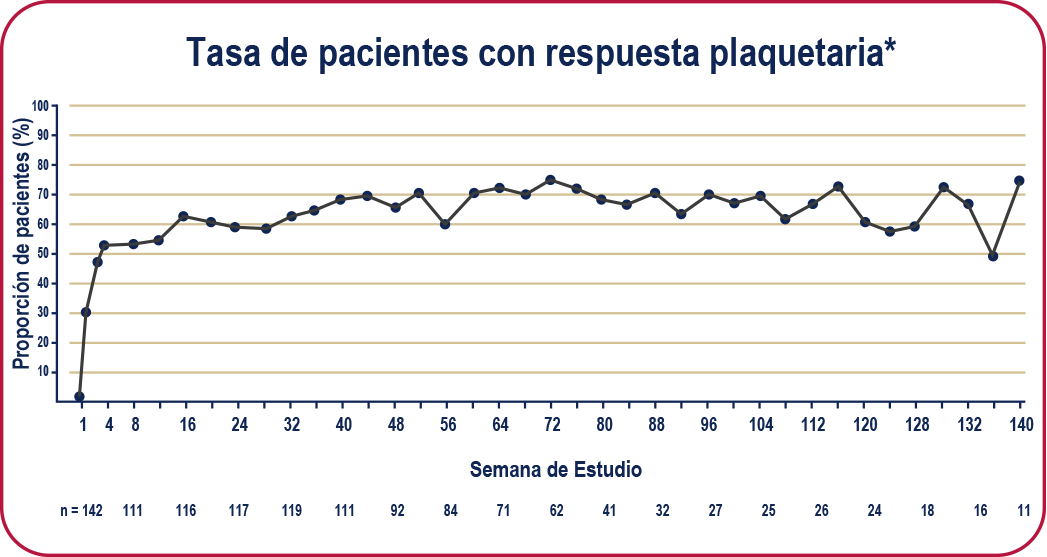 Tasa de pacientes con respuesta plaquetaria*
Proporción de pacientes (%)
100
90
80
70
60
50
40
30
20
10
1 4 8 16 24 32 40 48 56 64 72 80 88 96 104 112 120 128 132 140
Semana de Estudio
n = 142 111 116 117 119 111 92 84 71 62 41 32 27 25 26 24 18 16 11